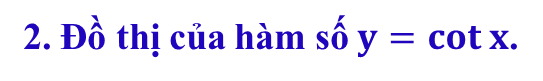 2. Đồ thị của hàm số y = cot x.